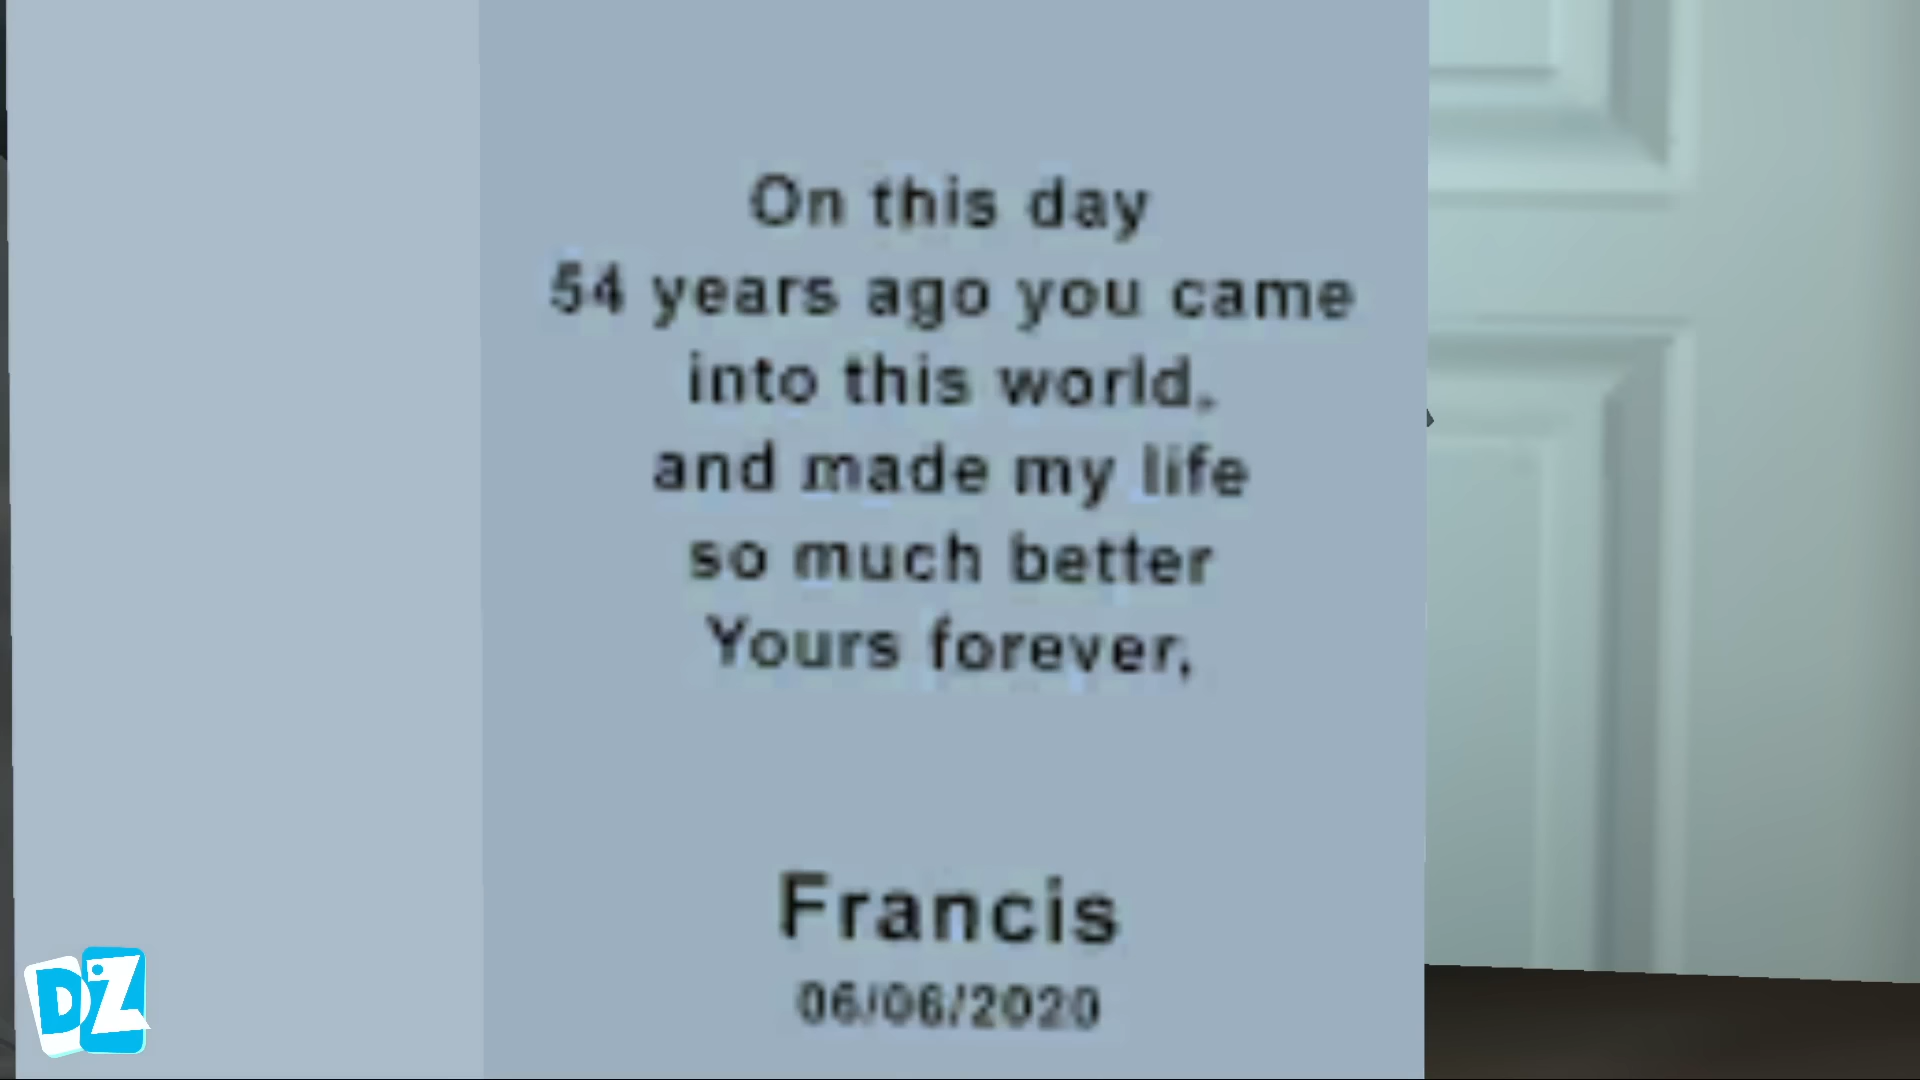 On this day
54 years ago you came
into this world,
and made my life
so much better
Yours forever,
Francis
06/06/2020
DiZ